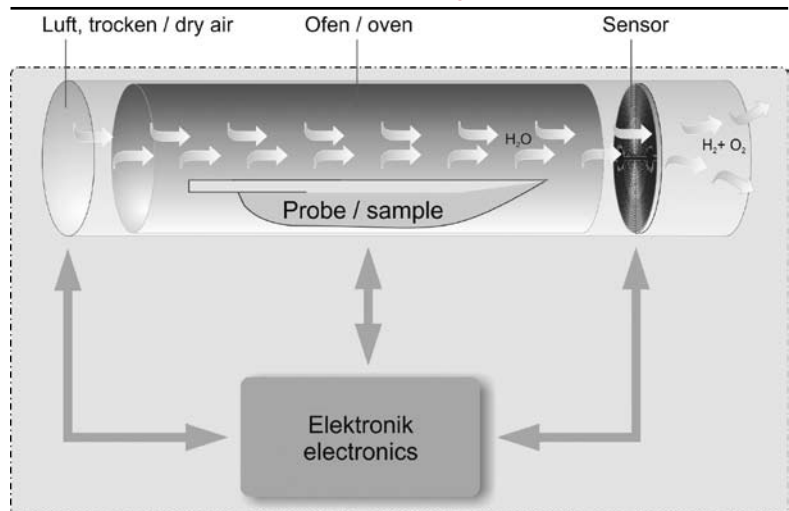 Luft, trocken / dry air
Ofen / oven
Sensor
H₂O
H₂+ O₂
Probe / sample
Elektronik
electronics